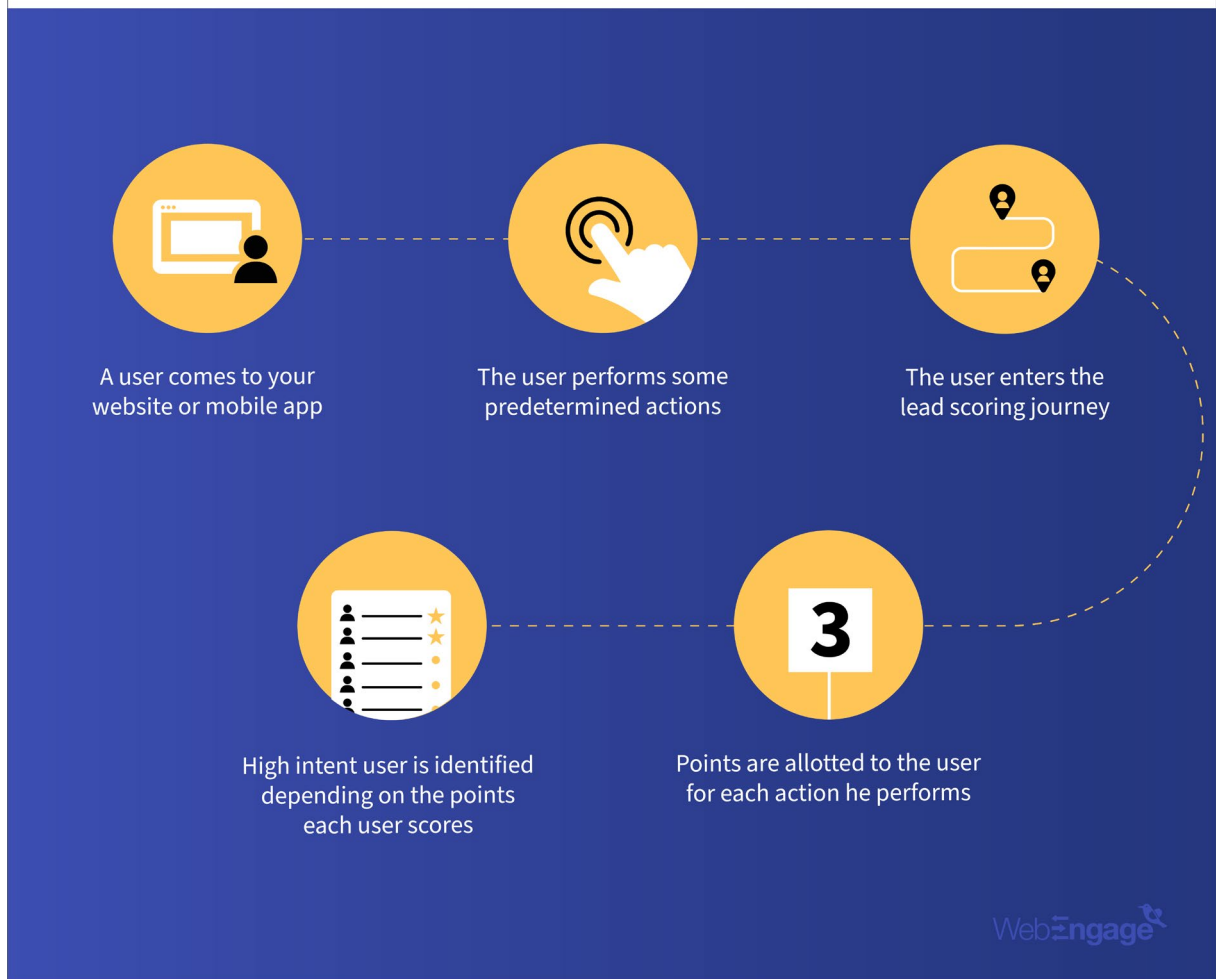 A user comes to your
website or mobile app
The user performs some
predetermined actions
The user enters the
lead scoring journey
3
Points are allotted to the user
for each action he performs
High intent user is identified
depending on the points
each user scores
WebEngage